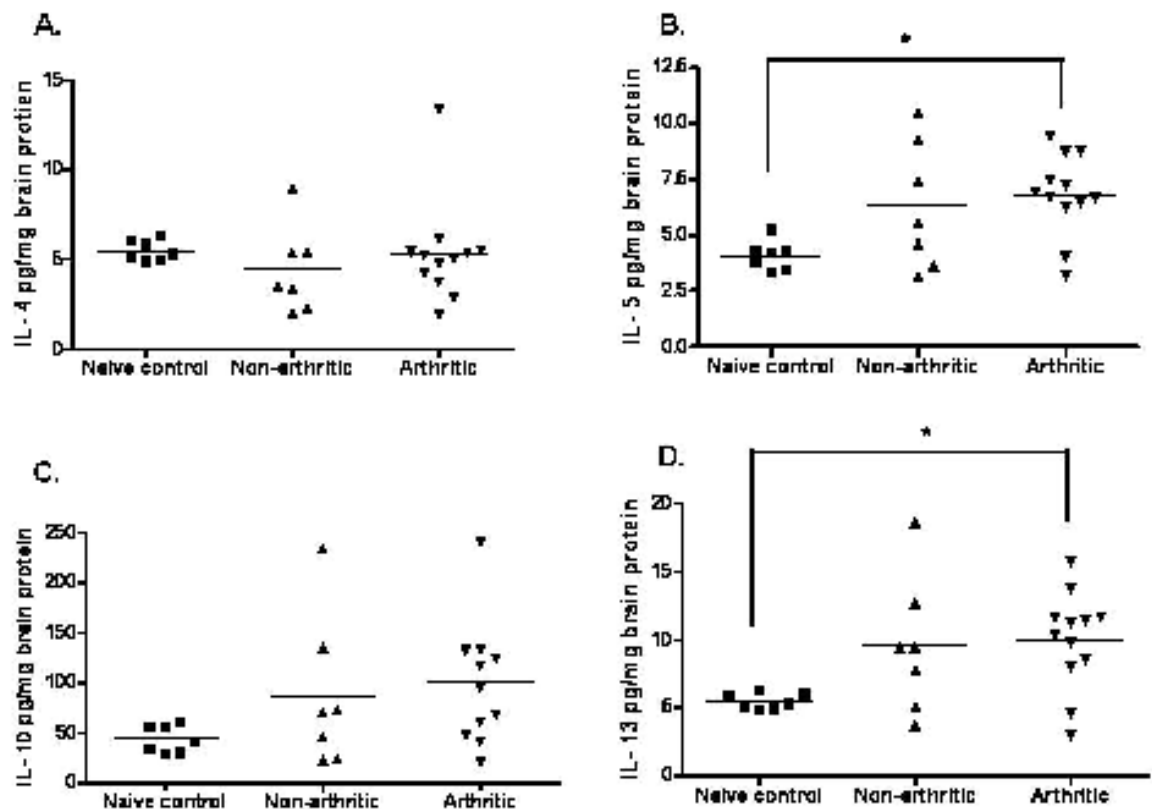 A.
IL-4 pg/mg brain protien
15
10
5
0
Naive control Non-arthritic Arthritic
B.
*
IL-5 pg/mg brain protein
12.5
10.0
7.5
5.0
2.5
0.0
Naive control Non-arthritic Arthritic
C.
IL-10 pg/mg brain protein
250
200
150
100
50
0
Naive control Non-arthritic Arthritic
D.
*
IL-13 pg/mg brain protein
20
15
10
5
0
Naive control Non-arthritic Arthritic